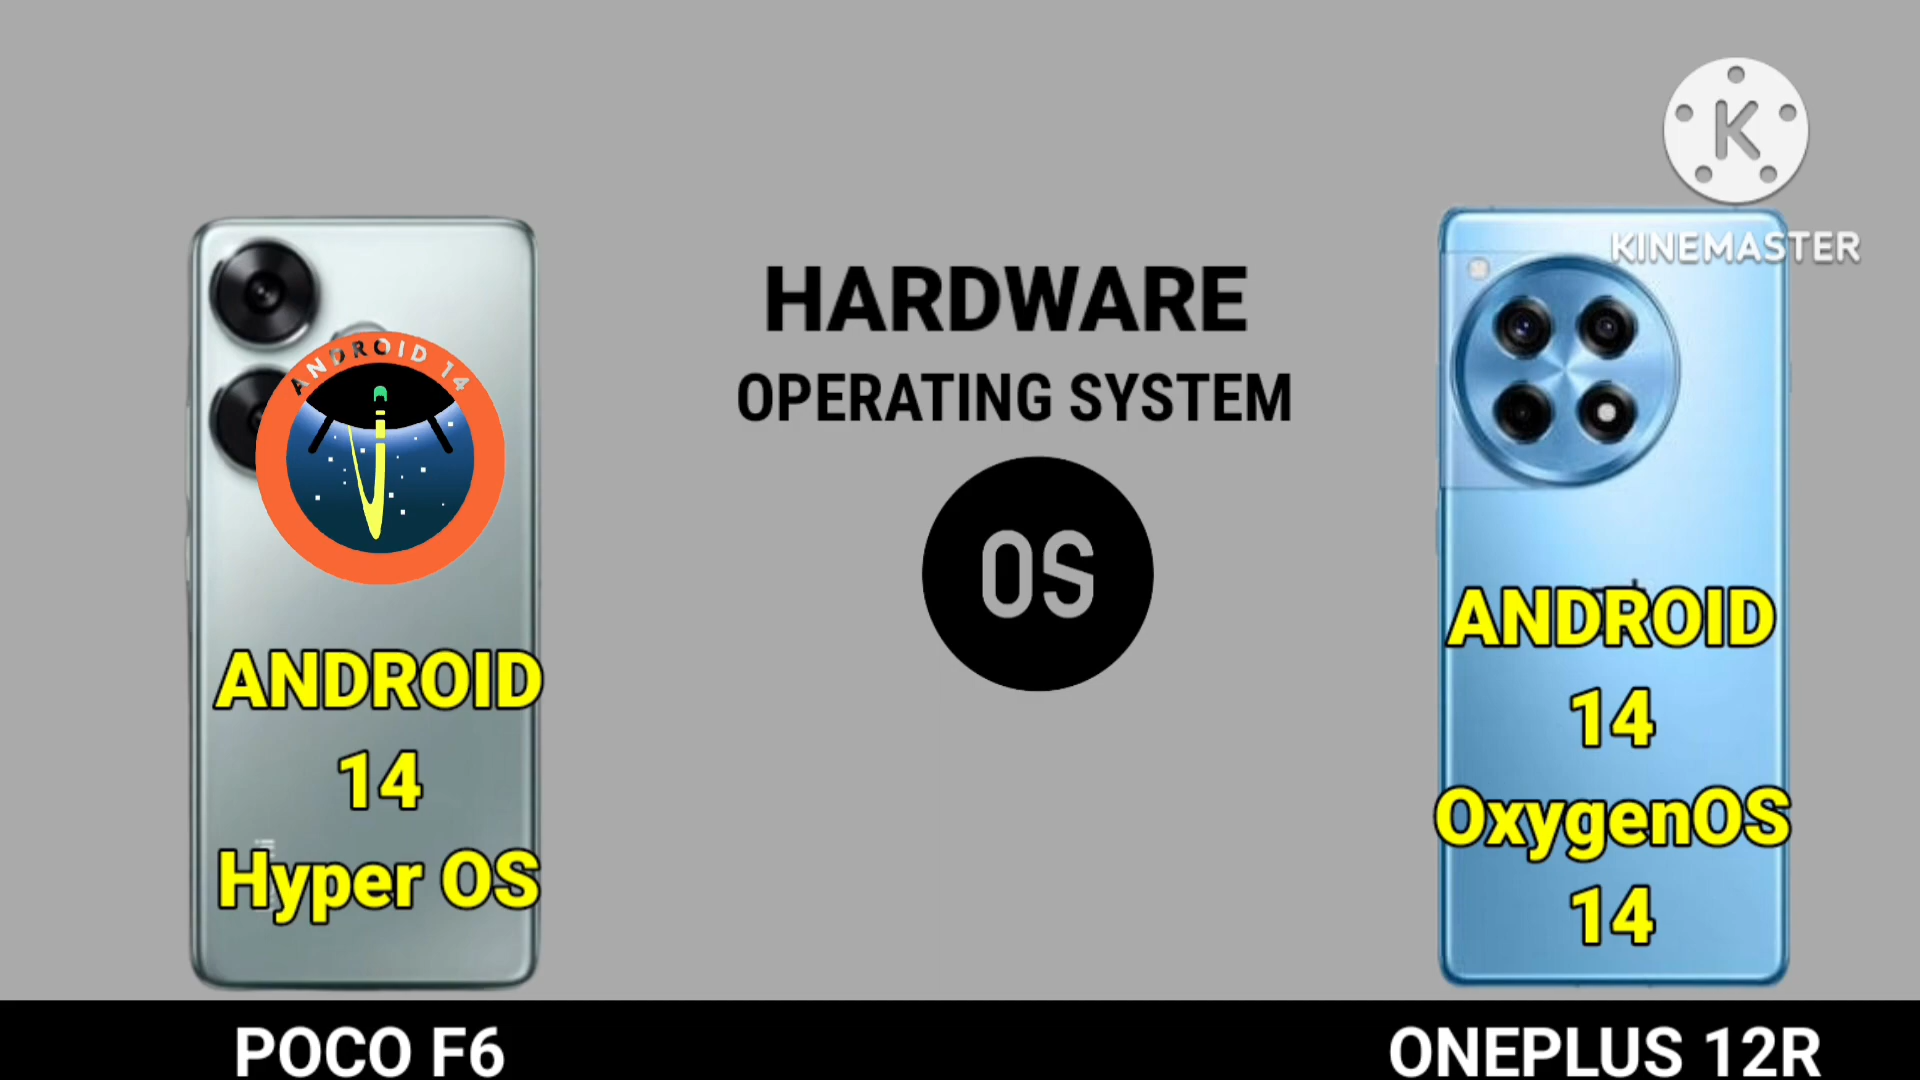 K
KINEMASTER
HARDWARE
OPERATING SYSTEM
OS
ANDROID 14
ANDROID
14
Hyper OS
ANDROID
14
OxygenOS
14
POCO F6
ONEPLUS 12R